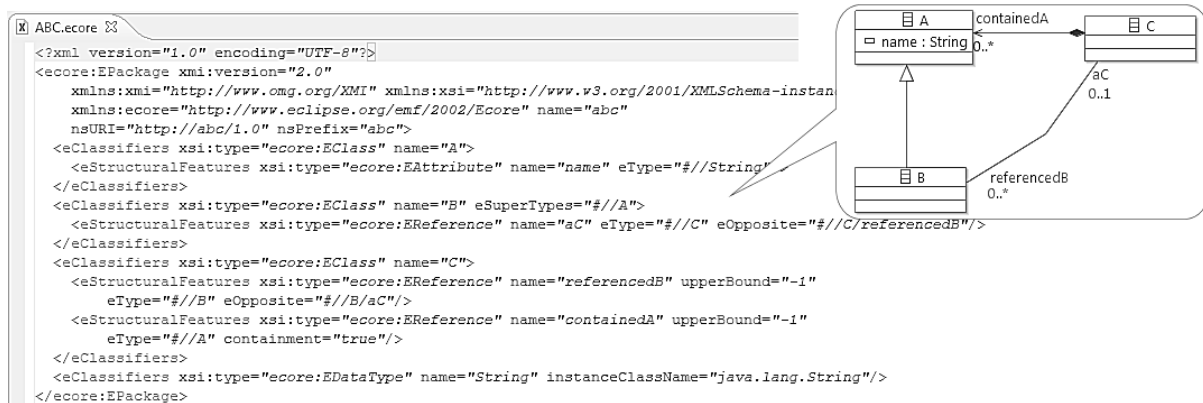 ABC.ecore
<?xml version="1.0" encoding="UTF-8"?>
<ecore:EPackage xmi:version="2.0"
xmlns:xmi="http://www.omg.org/XMI" xmlns:xsi="http://www.w3.org/2001/XMLSchema-instan
xmlns:ecore="http://www.eclipse.org/emf/2002/Ecore" name="abc"
nsURI="http://abc/1.0" nsPrefix="abc">
<eClassifiers xsi:type="ecore:EClass" name="A">
<eStructuralFeatures xsi:type="ecore:EAttribute" name="name" eType="#//String"
</eClassifiers>
<eClassifiers xsi:type="ecore:EClass" name="B" eSuperTypes="#//A">
<eStructuralFeatures xsi:type="ecore:EReference" name="aC" eType="#//C" eOpposite="#//C/referencedB"/>
</eClassifiers>
<eClassifiers xsi:type="ecore:EClass" name="C">
<eStructuralFeatures xsi:type="ecore:EReference" name="referencedB" upperBound="-1"
eType="#//B" eOpposite="#//B/aC"/>
<eStructuralFeatures xsi:type="ecore:EReference" name="containedA" upperBound="-1"
eType="#//A" containment="true"/>
</eClassifiers>
<eClassifiers xsi:type="ecore:EDataType" name="String" instanceClassName="java.lang.String"/>
</ecore:EPackage>
A
name : String
containedA
0..*
C
aC
0..1
B
referencedB
0..*